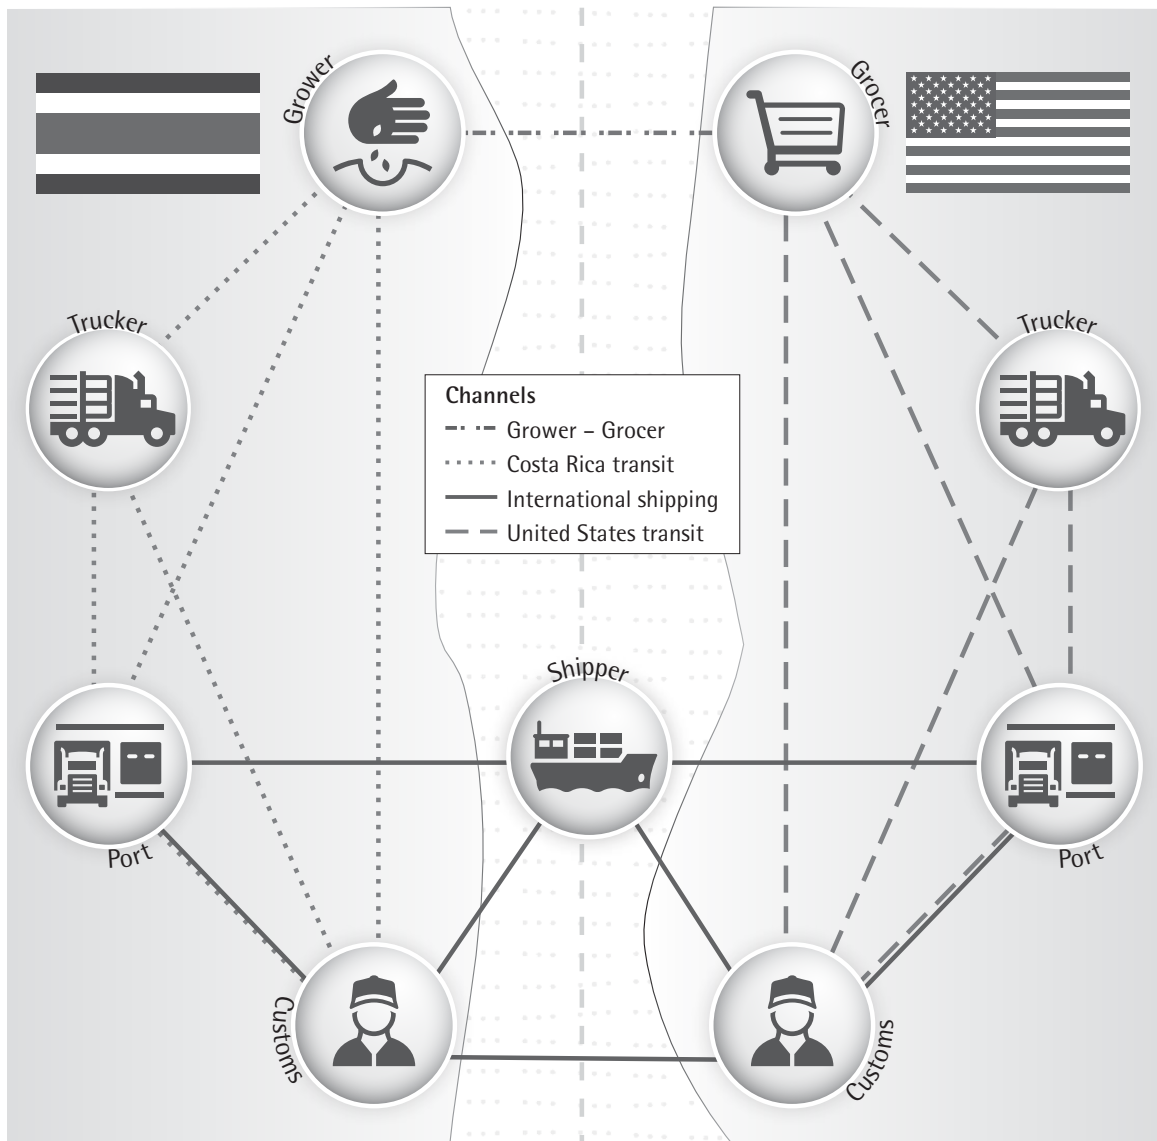 Grower
Grocer
Trucker
Trucker
Channels
Grower – Grocer
Costa Rica transit
International shipping
United States transit
Shipper
Port
Port
Customs
Customs